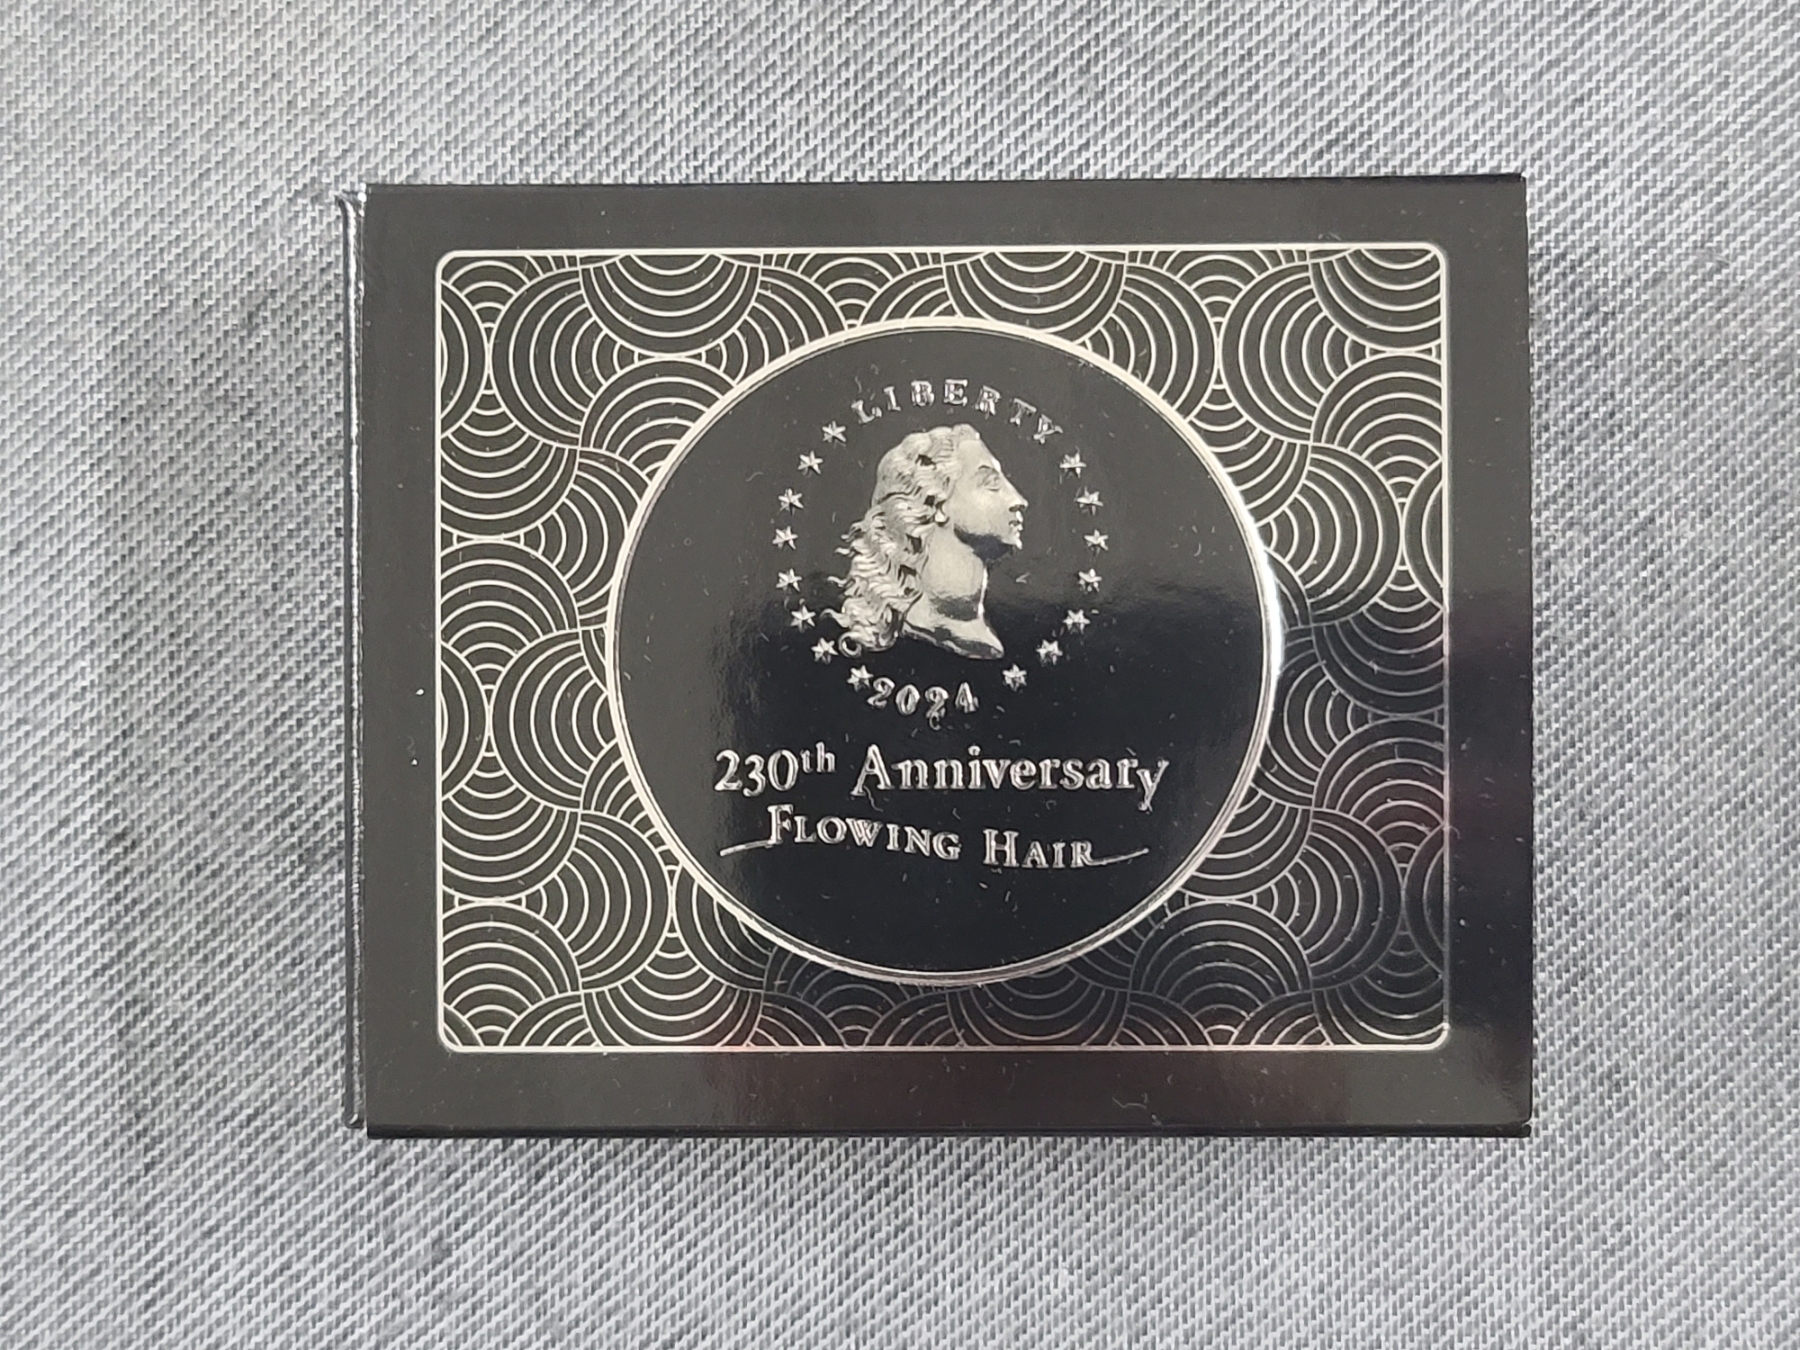 LIBERTY
2024
230th Anniversary
FLOWING HAIR